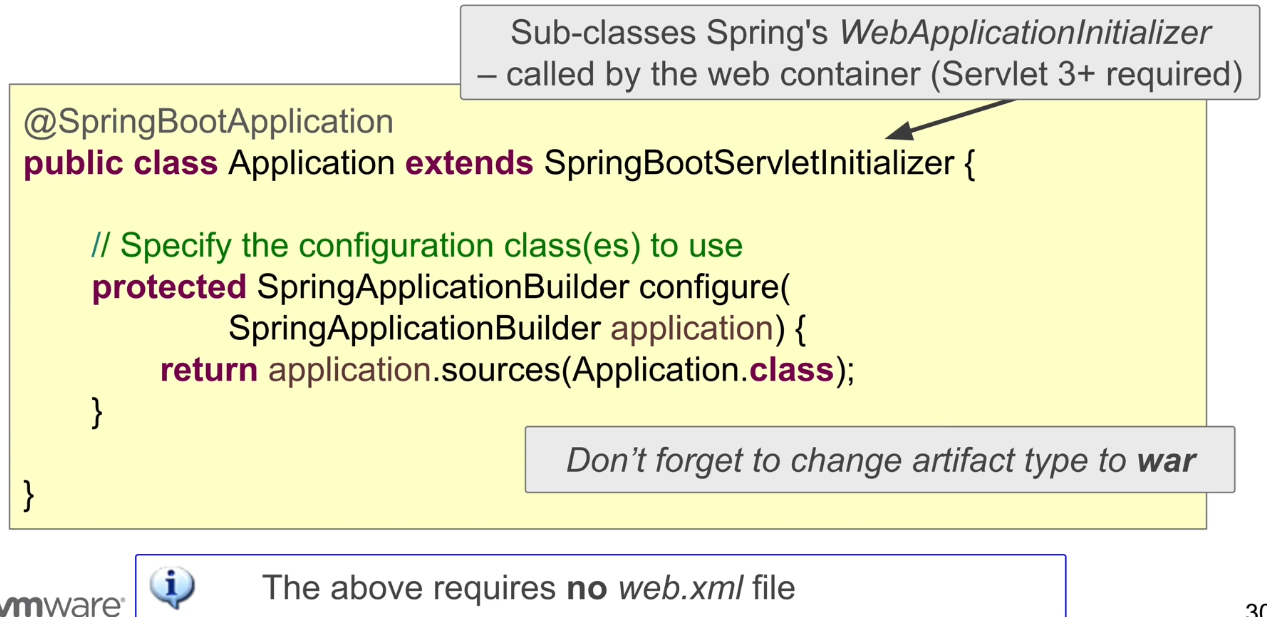 Sub-classes Spring's WebApplicationInitializer
– called by the web container (Servlet 3+ required)
@SpringBootApplication
public class Application extends SpringBootServletInitializer {
// Specify the configuration class(es) to use
protected SpringApplicationBuilder configure(
SpringApplicationBuilder application) {
return application.sources(Application.class);
}
Don’t forget to change artifact type to war
}
The above requires no web.xml file
vmware®
30